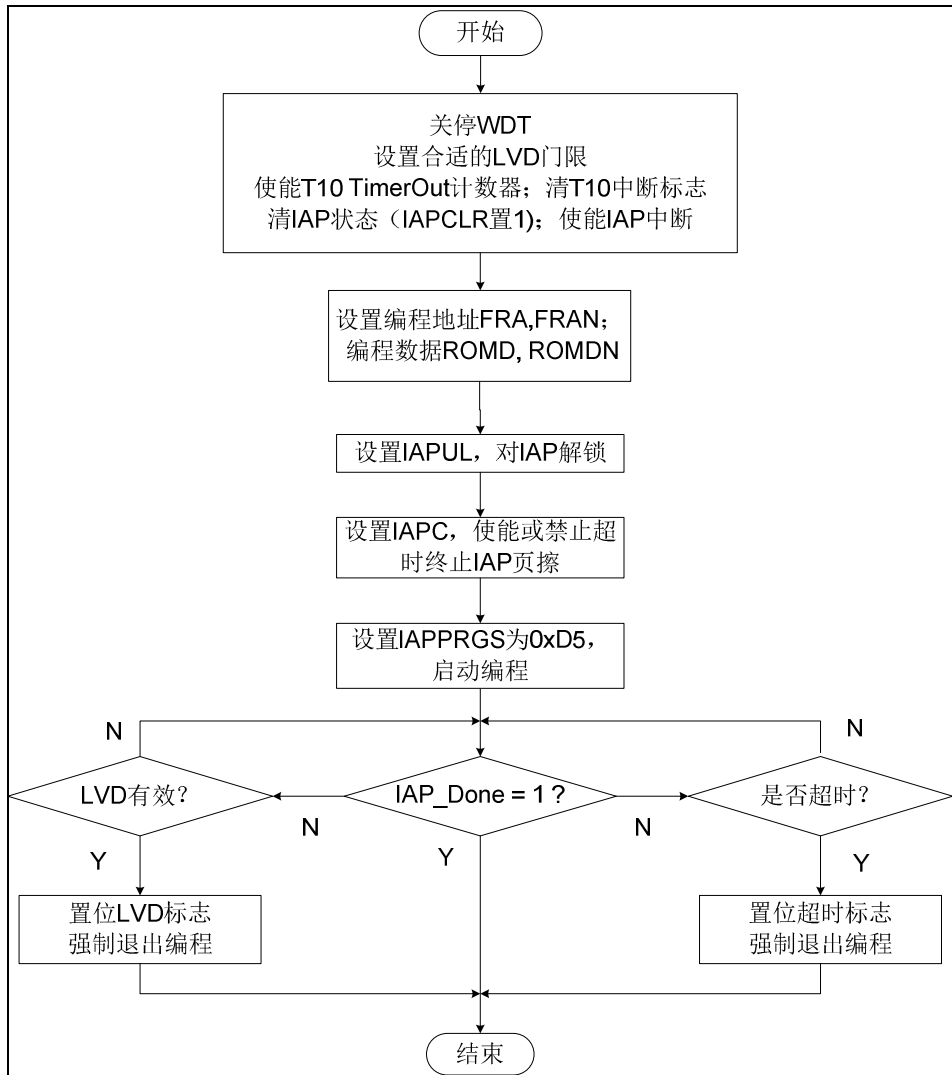 开始
关停WDT
设置合适的LVD门限
使能T10 TimerOut计数器；清T10中断标志
清IAP状态（IAPCLR置1)；使能IAP中断
设置编程地址FRA,FRAN；
编程数据ROMD, ROMDN
设置IAPUL，对IAP解锁
设置IAPC，使能或禁止超
时终止IAP页擦
设置IAPPRGS为0xD5，
启动编程
N
N
LVD有效？
IAP_Done = 1？
是否超时？
N
N
Y
Y
Y
置位LVD标志
强制退出编程
置位超时标志
强制退出编程
结束